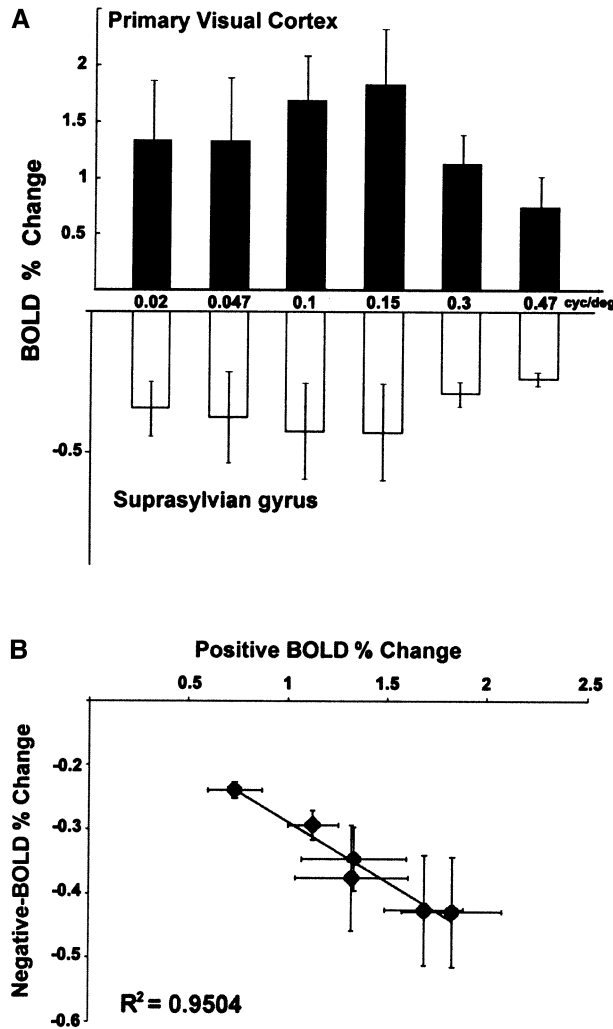 A
Primary Visual Cortex
2
1.5
1
0.5
BOLD % Change
0.02 0.047 0.1 0.15 0.3 0.47 cyc/deg
-0.5
Suprasylvian gyrus
B
Positive BOLD % Change
0.5 1 1.5 2 2.5
Negative-BOLD % Change
-0.2
-0.3
-0.4
-0.5
-0.6
R² = 0.9504